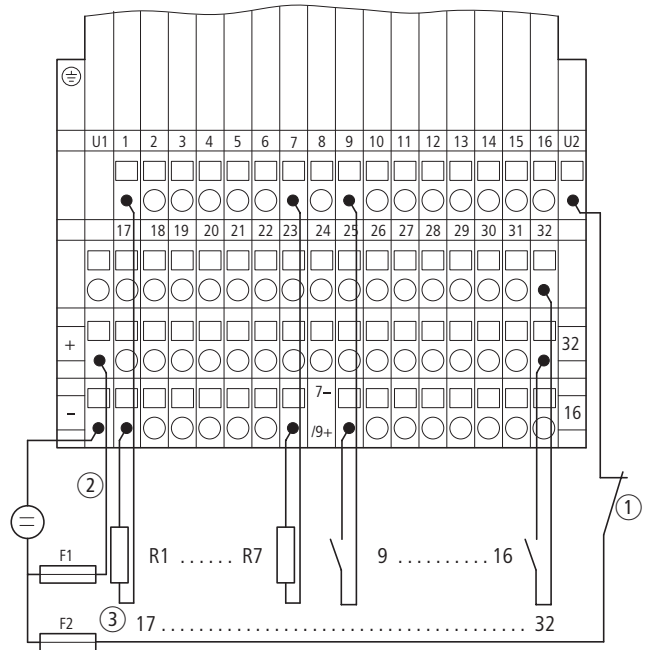 U1 1 2 3 4 5 6 7 8 9 10 11 12 13 14 15 16 U2
17 18 19 20 21 22 23 24 25 26 27 28 29 30 31 32
+ 32
7–
– 16
/9+
②
①
F1 R1 ...... R7 9 .......... 16
③ 17 .................................... 32
F2